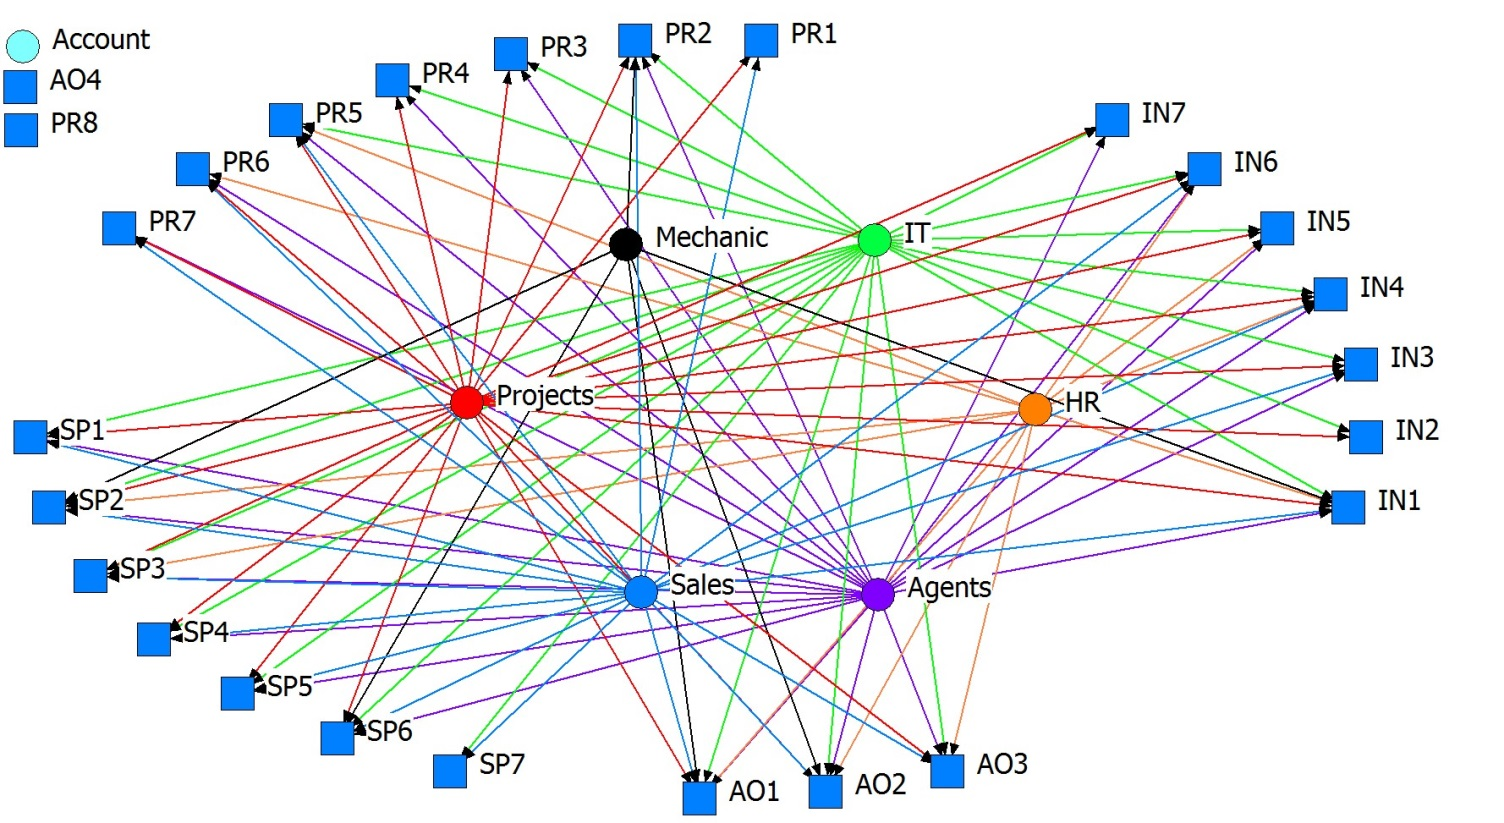 Account
AO4
PR8
PR1
PR2
PR3
PR4
PR5
PR6
PR7
IN7
IN6
IN5
IN4
IN3
IN2
IN1
Mechanic
IT
Projects
HR
Sales
Agents
SP1
SP2
SP3
SP4
SP5
SP6
SP7
AO1
AO2
AO3